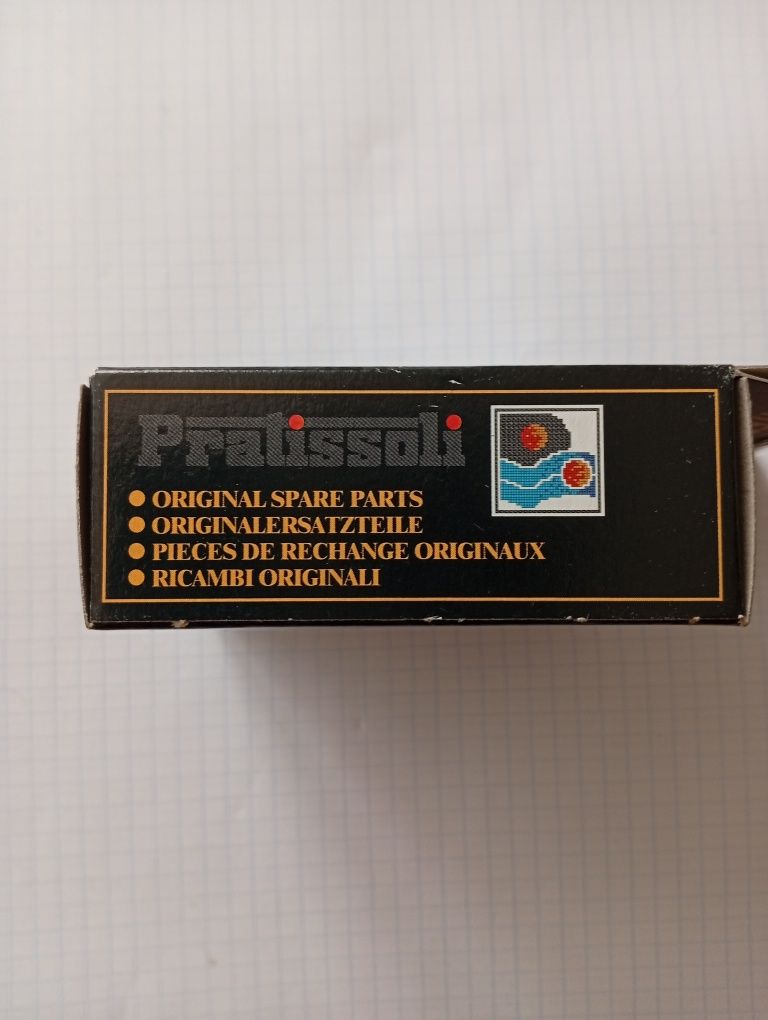 Pratissoli
ORIGINAL SPARE PARTS
ORIGINALERSATZTEILE
PIECES DE RECHANGE ORIGINAUX
RICAMBI ORIGINALI